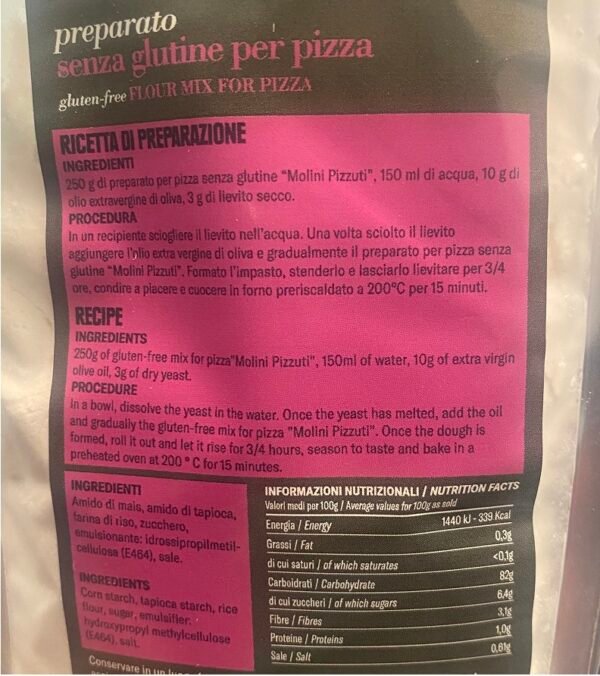 preparato
senza glutine per pizza
gluten-free FLOUR MIX FOR PIZZA
RICETTA DI PREPARAZIONE
INGREDIENTI
250 g di preparato per pizza senza glutine "Molini Pizzuti", 150 ml di acqua, 10 g di
olio extravergine di oliva, 3 g di lievito secco.
PROCEDURA
In un recipiente sciogliere il lievito nell'acqua. Una volta sciolto il lievito
aggiungere l'olio extra vergine di oliva e gradualmente il preparato per pizza senza
glutine "Molini Pizzuti". Formato l'impasto, stenderlo e lasciarlo lievitare per 3/4
ore, condire a piacere e cuocere in forno preriscaldato a 200°C per 15 minuti.
RECIPE
INGREDIENTS
250g of gluten-free mix for pizza"Molini Pizzuti", 150ml of water, 10g of extra virgin
olive oil, 3g of dry yeast.
PROCEDURE
In a bowl, dissolve the yeast in the water. Once the yeast has melted, add the oil
and gradually the gluten-free mix for pizza "Molini Pizzuti". Once the dough is
formed, roll it out and let it rise for 3/4 hours, season to taste and bake in a
preheated oven at 200 ° C for 15 minutes.
INGREDIENTI
Amido di mais, amido di tapioca,
farina di riso, zucchero,
emulsionante: idrossipropilmetil-
cellulosa (E464), sale.
INGREDIENTS
Corn starch, tapioca starch, rice
flour, sugar, emulsifier:
hydroxypropyl methylcellulose
(E464), salt.
Conservare in un
INFORMAZIONI NUTRIZIONALI / NUTRITION FACTS
Valori medi per 100g / Average values for 100g as sold
Energia / Energy 1440 kJ - 339 Kcal
Grassi / Fat 0,3g
di cui saturi / of which saturates <0,1g
Carboidrati / Carbohydrate 82g
di cui zuccheri / of which sugars 6,4g
Fibre / Fibres 3,1g
Proteine / Proteins 1,0g
Sale / Salt 0,61g